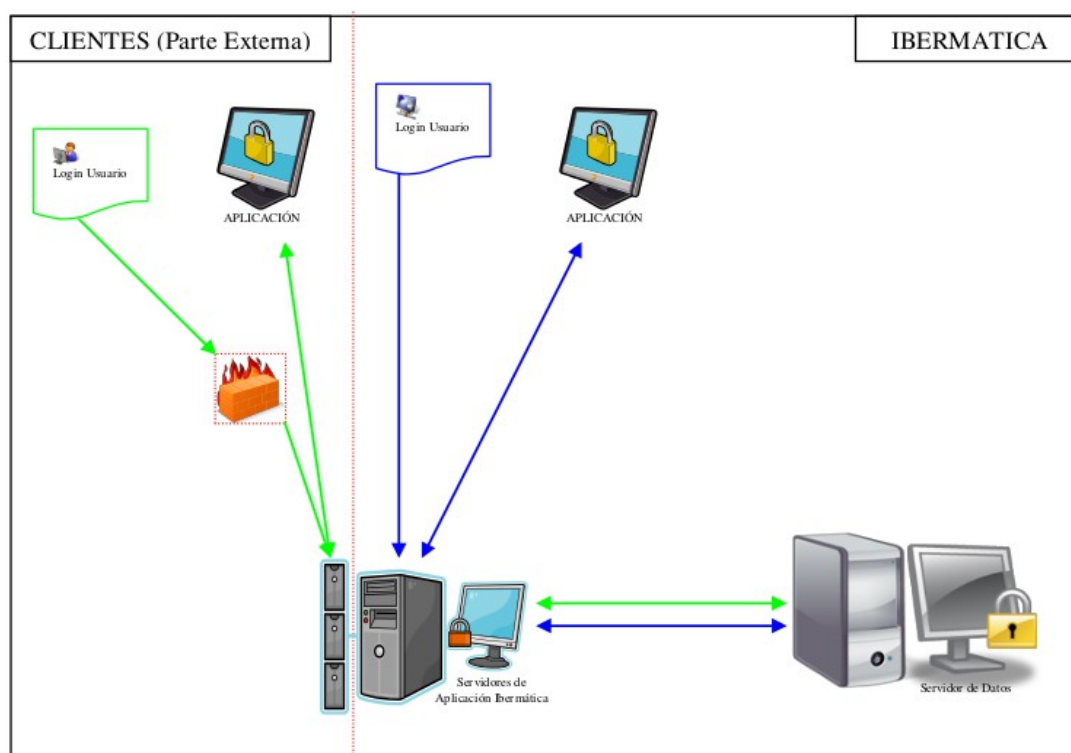 CLIENTES (Parte Externa)
IBERMATICA
Login Usuario
Login Usuario
APLICACIÓN
APLICACIÓN
Servidores de
Aplicación Ibermática
Servidor de Datos